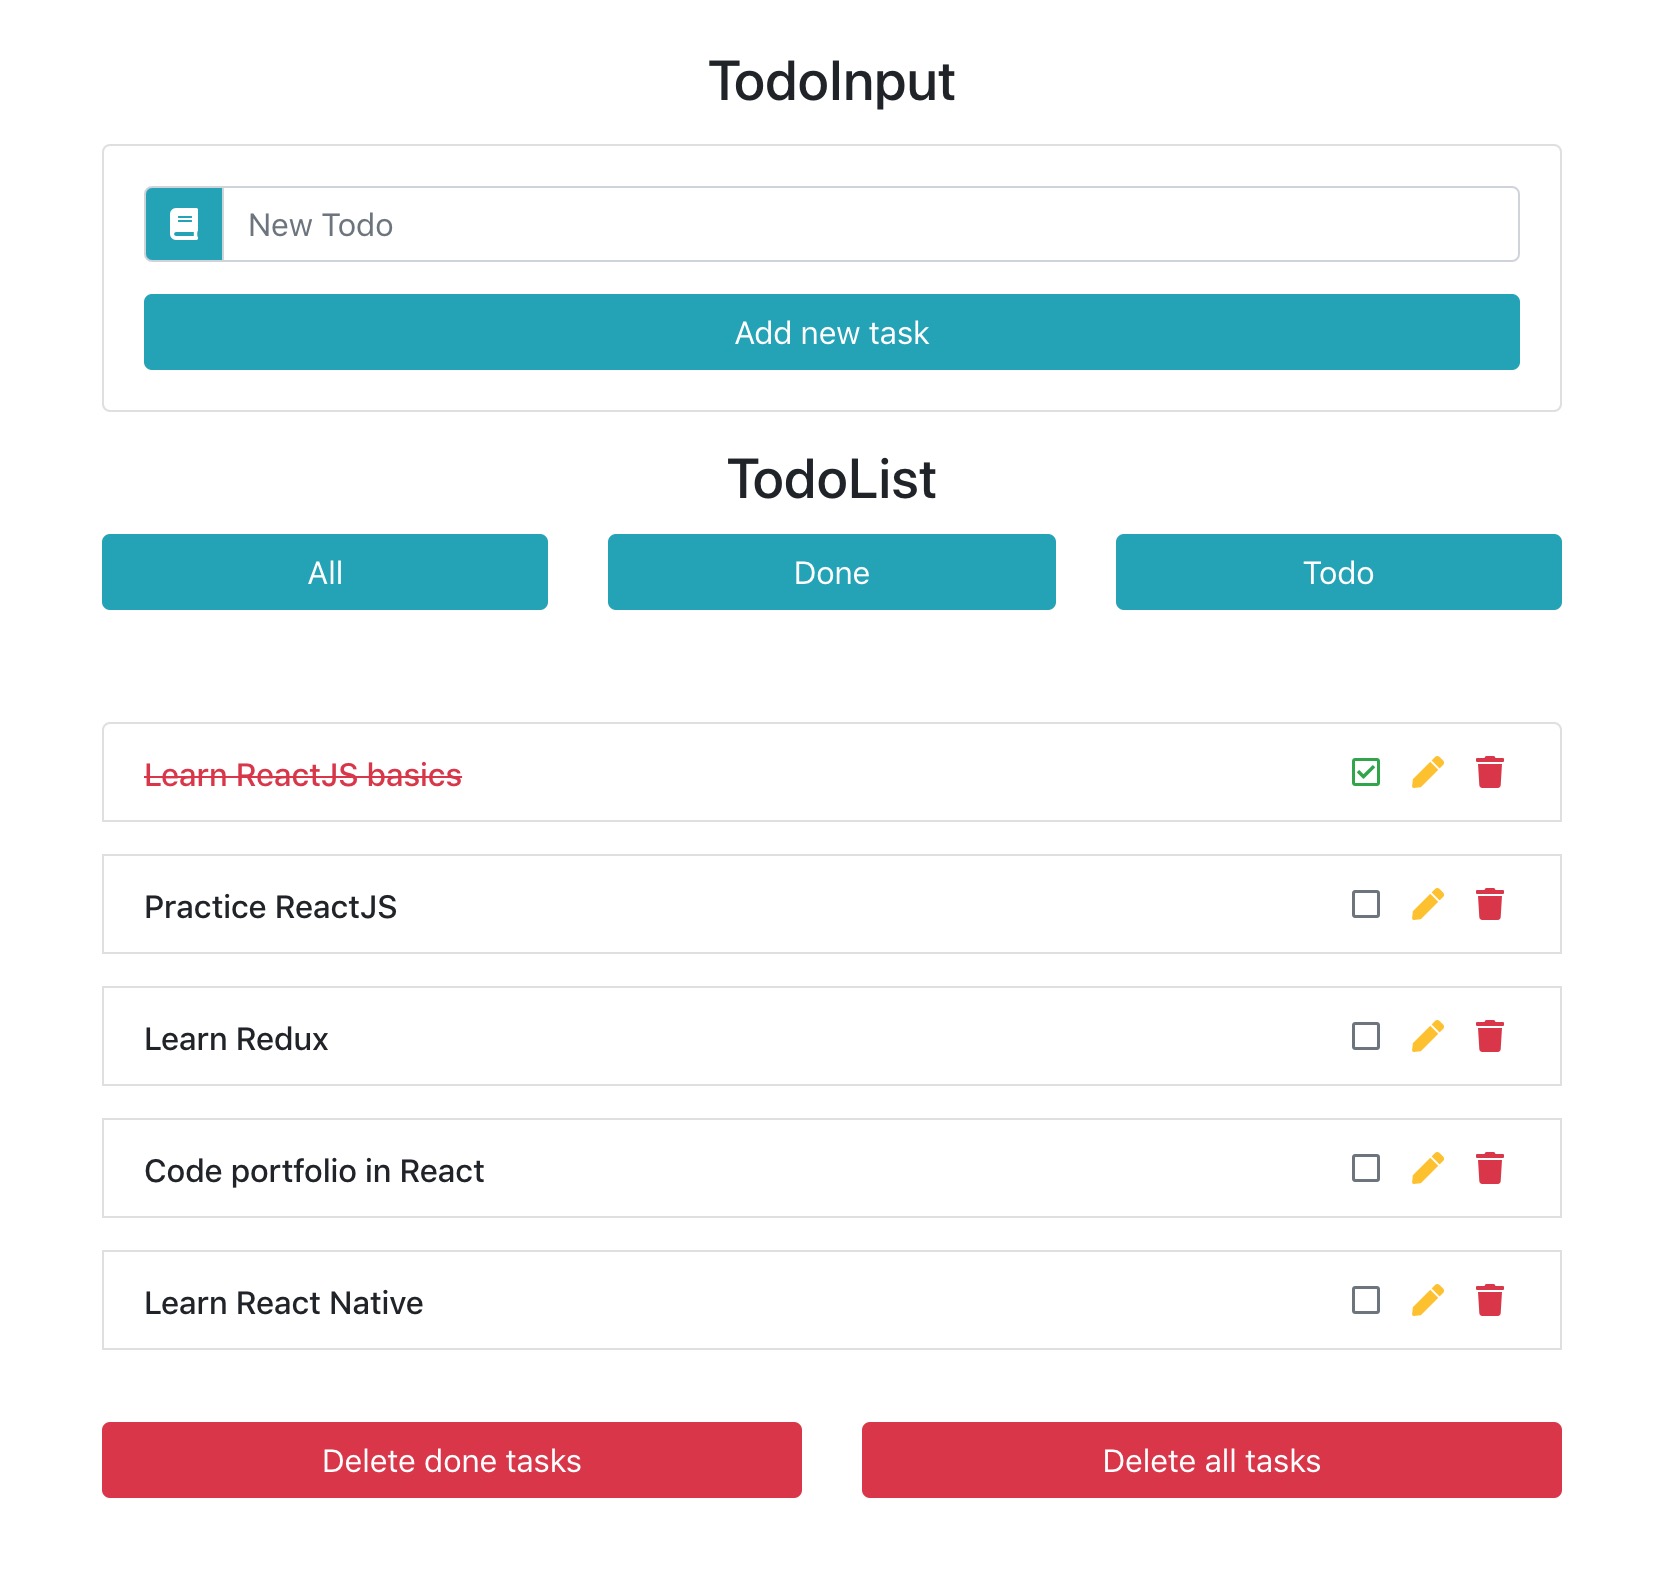 TodoInput
New Todo
Add new task
TodoList
All
Done
Todo
Learn ReactJS basics
Practice ReactJS
Learn Redux
Code portfolio in React
Learn React Native
Delete done tasks
Delete all tasks